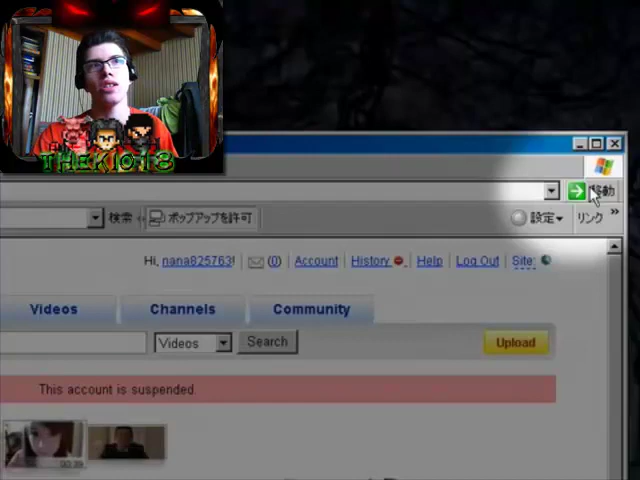 THEKIO18
移動
検索
ポップアップを許可
設定
リンク
Hi, nana825763! (0) Account History Help Log Out Site:
Videos Channels Community
Videos Search Upload
This account is suspended.